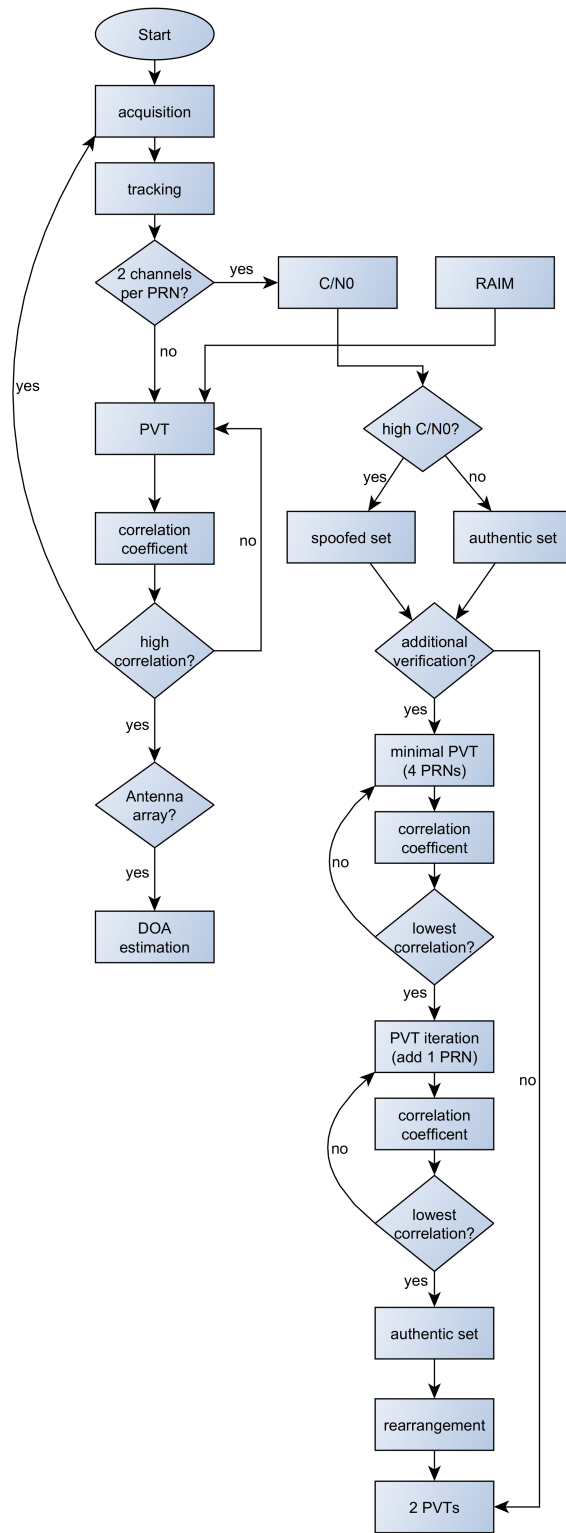 Start
acquisition
tracking
2 channels
per PRN?
yes
C/N0
RAIM
no
yes
PVT
high C/N0?
yes
no
correlation
coefficent
no
spoofed set
authentic set
high
correlation?
additional
verification?
yes
yes
minimal PVT
(4 PRNs)
Antenna
array?
correlation
coefficent
no
yes
DOA
estimation
lowest
correlation?
yes
PVT iteration
(add 1 PRN)
no
correlation
coefficent
no
lowest
correlation?
yes
authentic set
rearrangement
2 PVTs